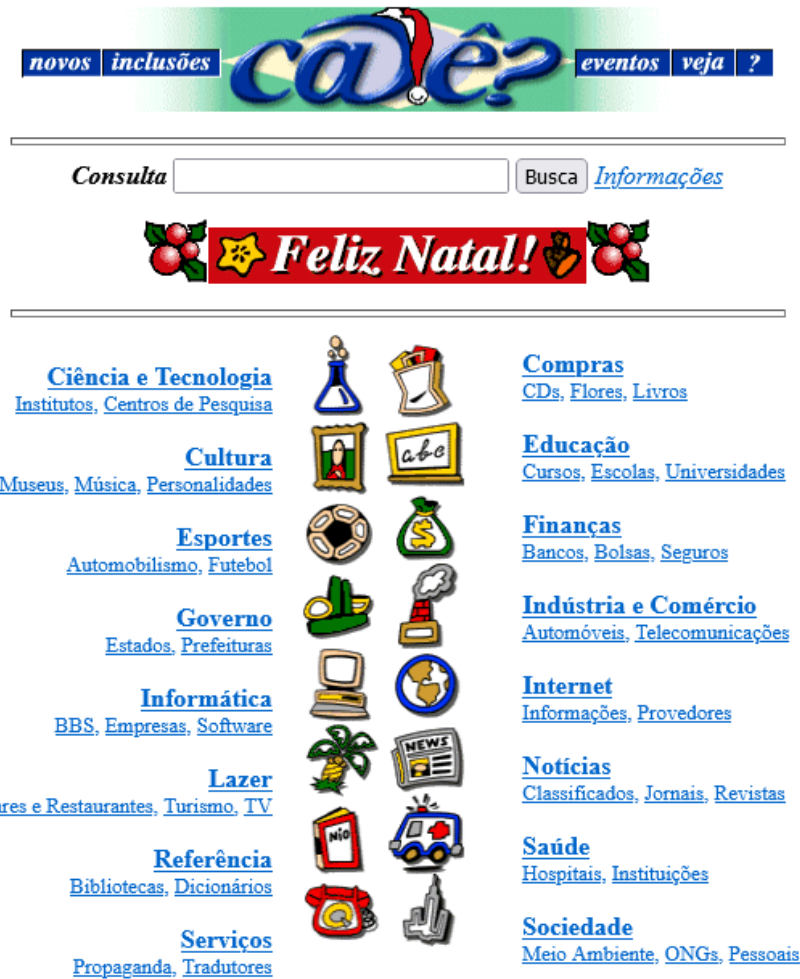 novos inclusões c@dê? eventos veja ?
Consulta Busca Informações
Feliz Natal!
Ciência e Tecnologia
Institutos, Centros de Pesquisa
Cultura
Museus, Música, Personalidades
Esportes
Automobilismo, Futebol
Governo
Estados, Prefeituras
Informática
BBS, Empresas, Software
Lazer
e Restaurantes, Turismo, TV
Referência
Bibliotecas, Dicionários
Serviços
Propaganda, Tradutores
abc
$
NEWS
Nio
Compras
CDs, Flores, Livros
Educação
Cursos, Escolas, Universidades
Finanças
Bancos, Bolsas, Seguros
Indústria e Comércio
Automóveis, Telecomunicações
Internet
Informações, Provedores
Notícias
Classificados, Jornais, Revistas
Saúde
Hospitais, Instituições
Sociedade
Meio Ambiente, ONGs, Pessoais